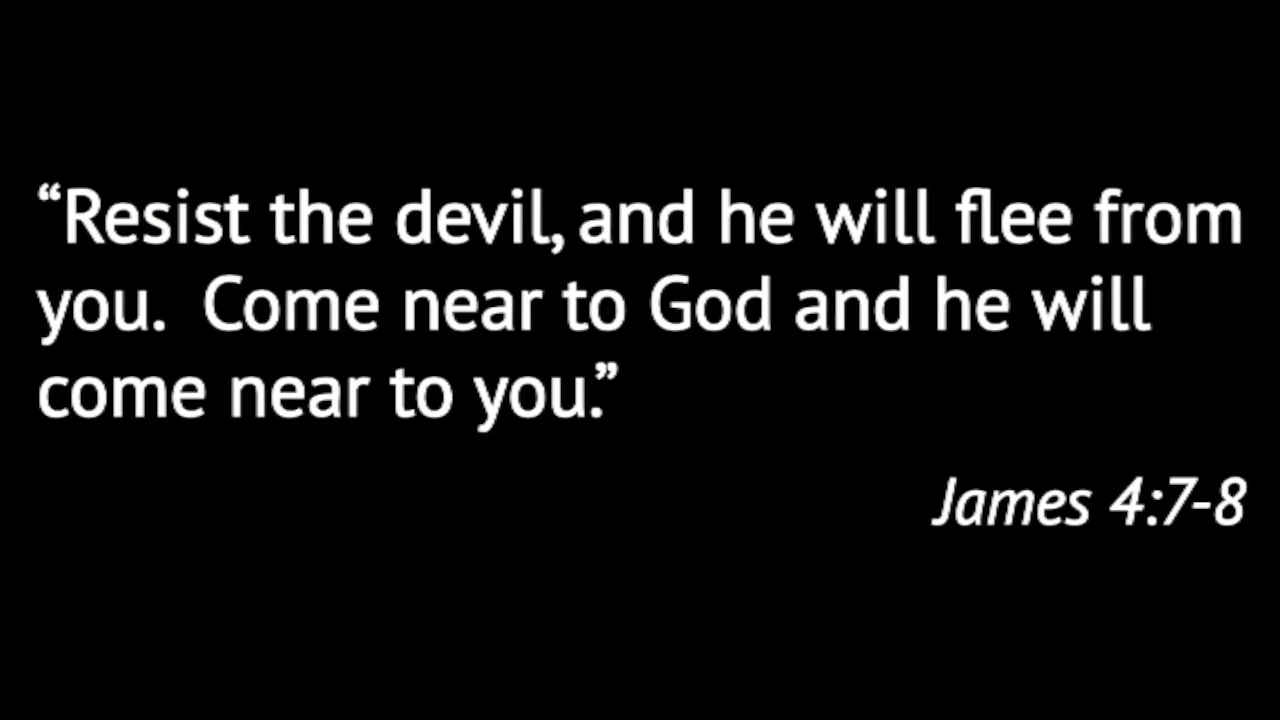 “Resist the devil, and he will flee from
you.  Come near to God and he will
come near to you.”
James 4:7-8